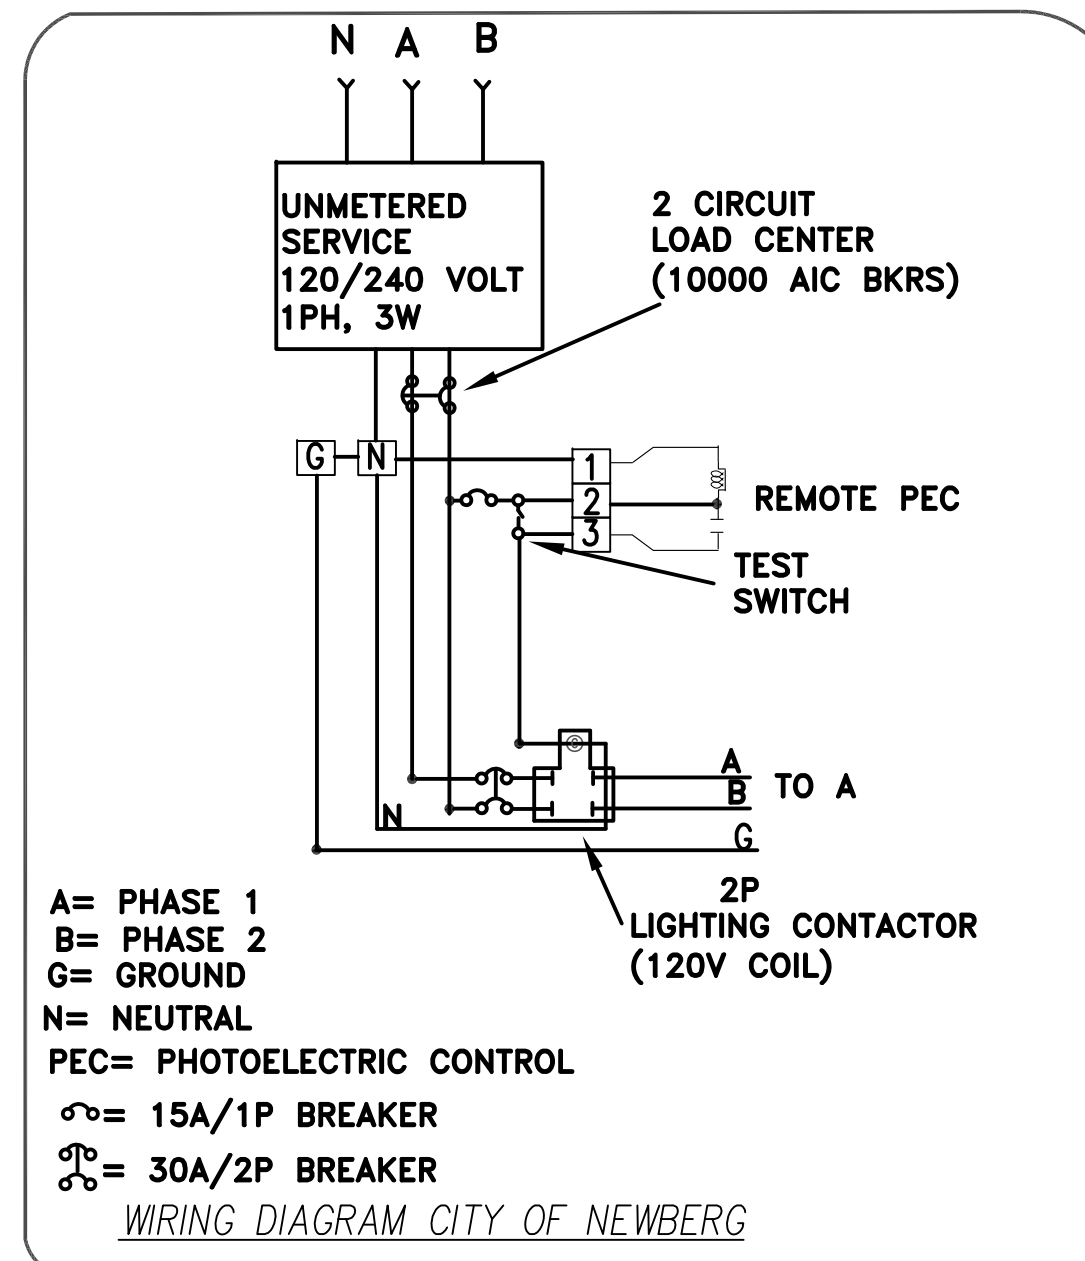 N A B
UNMETERED
SERVICE
120/240 VOLT
1PH, 3W
2 CIRCUIT
LOAD CENTER
(10000 AIC BKRS)
G N
1
2
3
REMOTE PEC
TEST
SWITCH
A
B
TO A
N
G
2P
LIGHTING CONTACTOR
(120V COIL)
A= PHASE 1
B= PHASE 2
G= GROUND
N= NEUTRAL
PEC= PHOTOELECTRIC CONTROL
= 15A/1P BREAKER
= 30A/2P BREAKER
WIRING DIAGRAM CITY OF NEWBERG